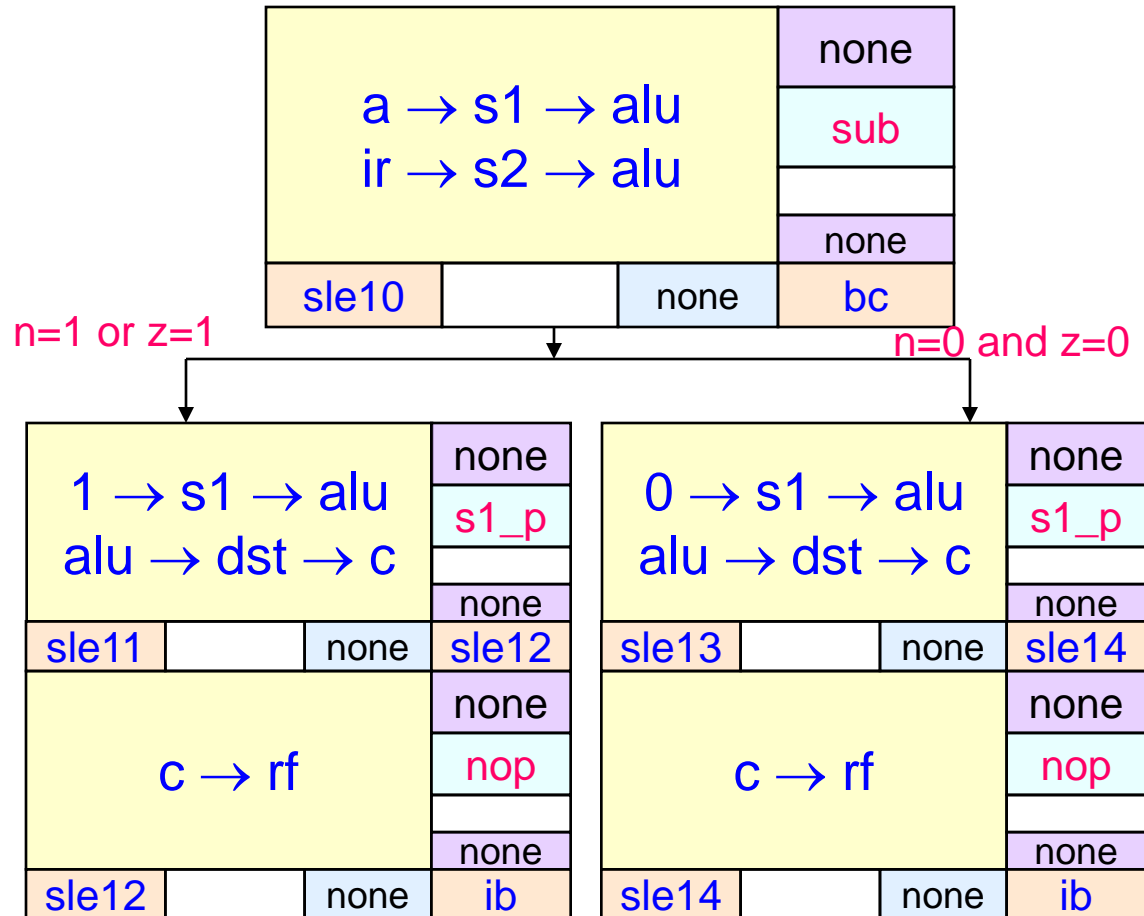 none
a → s1 → alu
ir → s2 → alu
sub
none
sle10 none bc
n=1 or z=1
n=0 and z=0
none
1 → s1 → alu
alu → dst → c
s1_p
none
sle11 none sle12
none
c → rf
nop
none
sle12 none ib
none
0 → s1 → alu
alu → dst → c
s1_p
none
sle13 none sle14
none
c → rf
nop
none
sle14 none ib